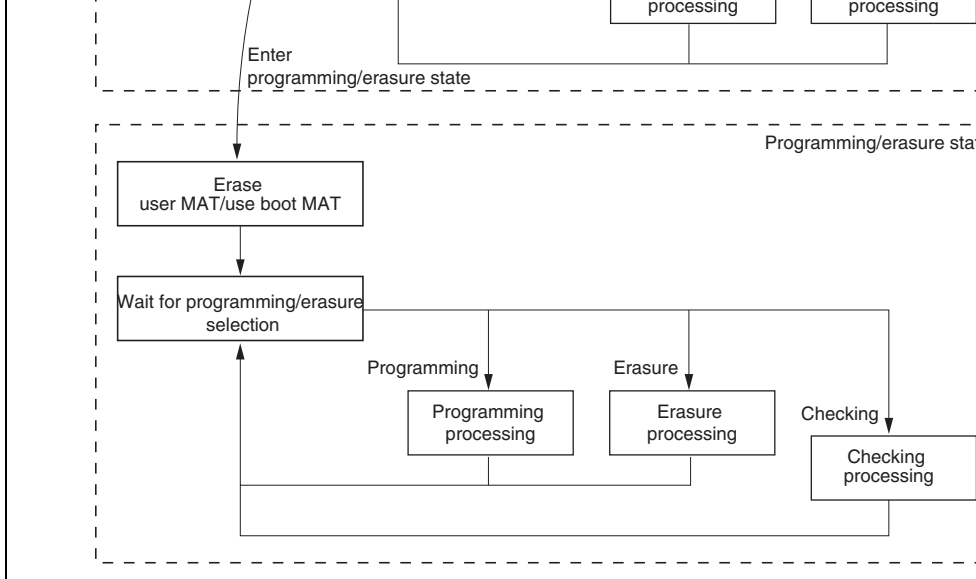 processing
processing
Enter
programming/erasure state
Programming/erasure
Erase
user MAT/use boot MAT
Wait for programming/erasure
selection
Programming
Erasure
Programming
processing
Erasure
processing
Checking
Checking
processing